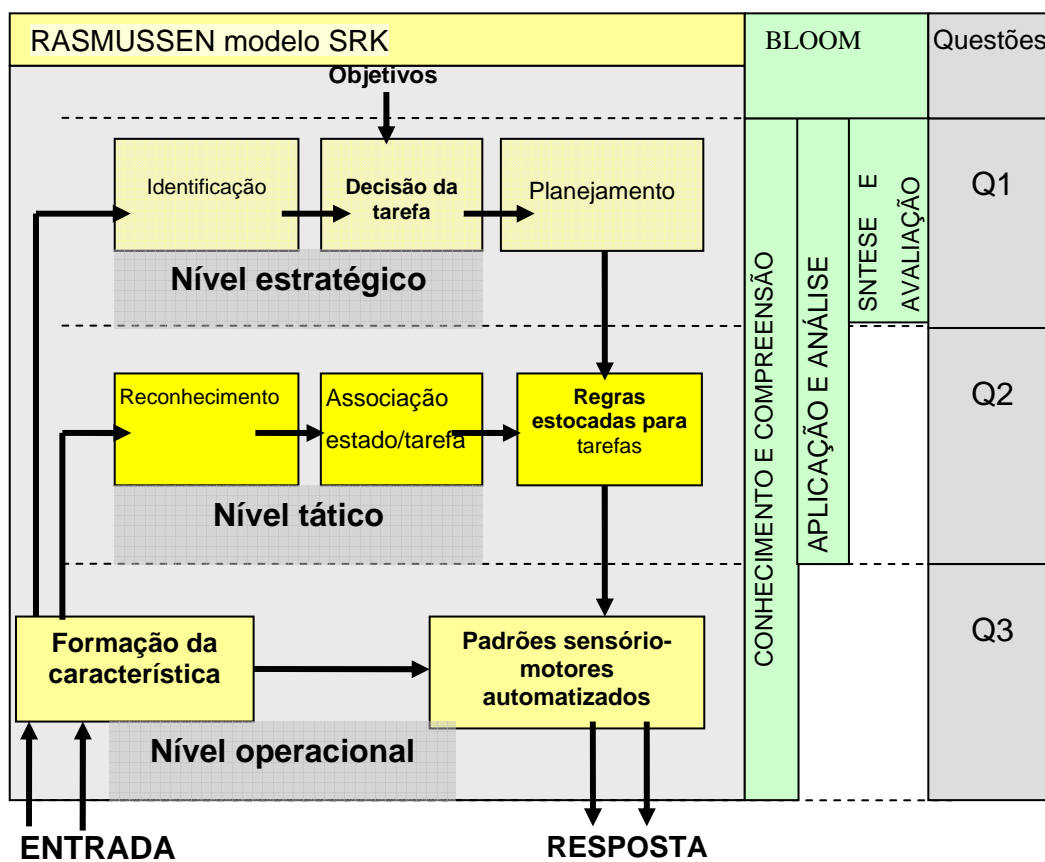 RASMUSSEN modelo SRK
BLOOM
Questões
Objetivos
Identificação
Decisão da
tarefa
Planejamento
Nível estratégico
Reconhecimento
Associação
estado/tarefa
Regras
estocadas para
tarefas
Nível tático
Formação da
característica
Padrões sensório-
motores
automatizados
Nível operacional
ENTRADA
RESPOSTA
CONHECIMENTO E COMPREENSÃO
APLICAÇÃO E ANÁLISE
SNTESE E
AVALIAÇÃO
Q1
Q2
Q3